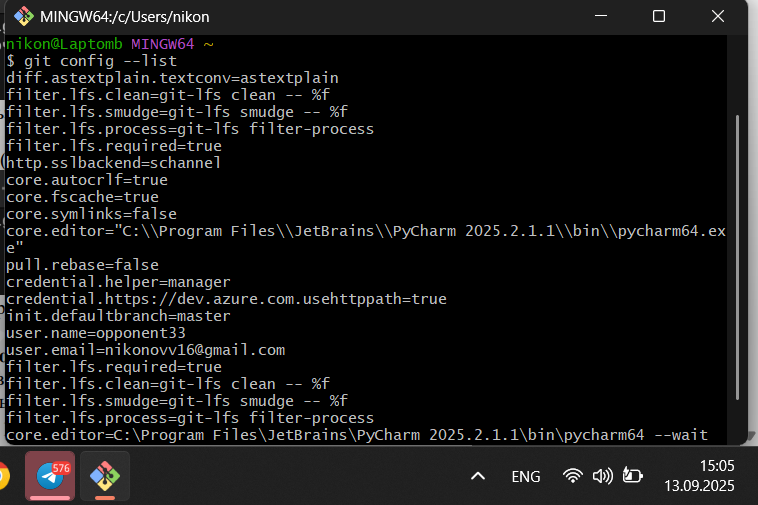 MINGW64:/c/Users/nikon
nikon@Laptomb MINGW64 ~
$ git config --list
diff.astextplain.textconv=astextplain
filter.lfs.clean=git-lfs clean -- %f
filter.lfs.smudge=git-lfs smudge -- %f
filter.lfs.process=git-lfs filter-process
filter.lfs.required=true
http.sslbackend=schannel
core.autocrlf=true
core.fscache=true
core.symlinks=false
core.editor="C:\\Program Files\\JetBrains\\PyCharm 2025.2.1.1\\bin\\pycharm64.ex
e"
pull.rebase=false
credential.helper=manager
credential.https://dev.azure.com.usehttppath=true
init.defaultbranch=master
user.name=opponent33
user.email=nikonovv16@gmail.com
filter.lfs.required=true
filter.lfs.clean=git-lfs clean -- %f
filter.lfs.smudge=git-lfs smudge -- %f
filter.lfs.process=git-lfs filter-process
core.editor=C:\Program Files\JetBrains\PyCharm 2025.2.1.1\bin\pycharm64 --wait
576
ENG
15:05
13.09.2025